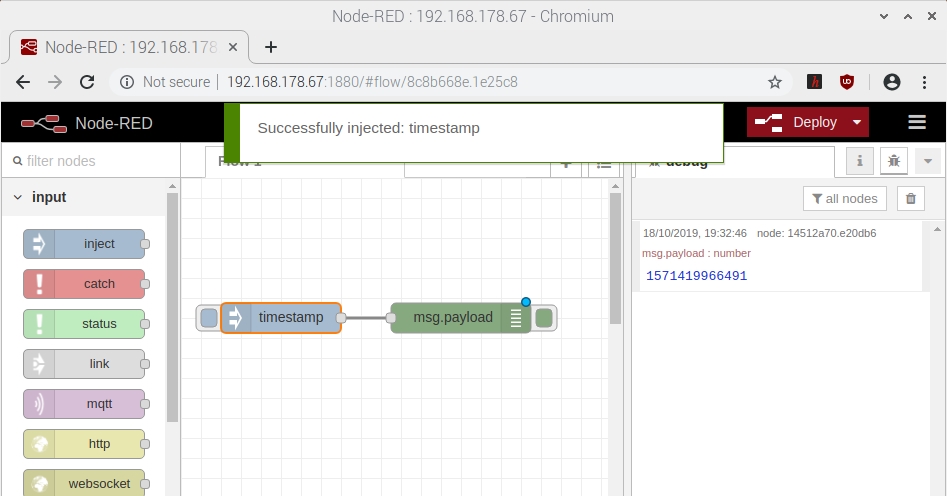 Node-RED : 192.168.178.67 - Chromium
Node-RED : 192.168.178
Not secure
192.168.178.67:1880/#flow/8c8b668e.1e25c8
Node-RED
Successfully injected: timestamp
Deploy
filter nodes
Flow 1
debug
i
input
all nodes
inject
catch
status
link
mqtt
http
websocket
timestamp
msg.payload
18/10/2019, 19:32:46 node: 14512a70.e20db6
msg.payload : number
1571419966491